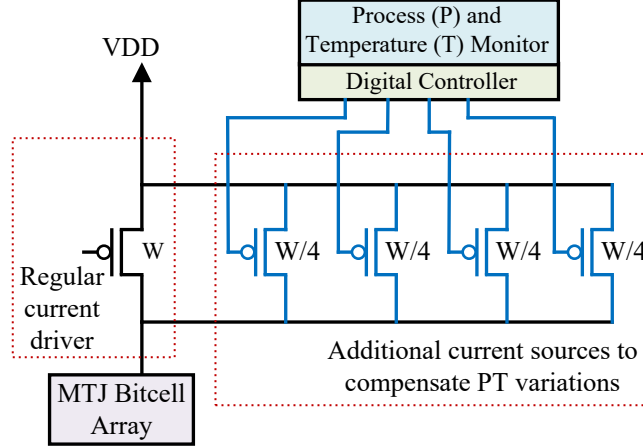 Process (P) and
Temperature (T) Monitor
Digital Controller
VDD
W
W/4
W/4
W/4
W/4
Regular
current
driver
Additional current sources to
compensate PT variations
MTJ Bitcell
Array